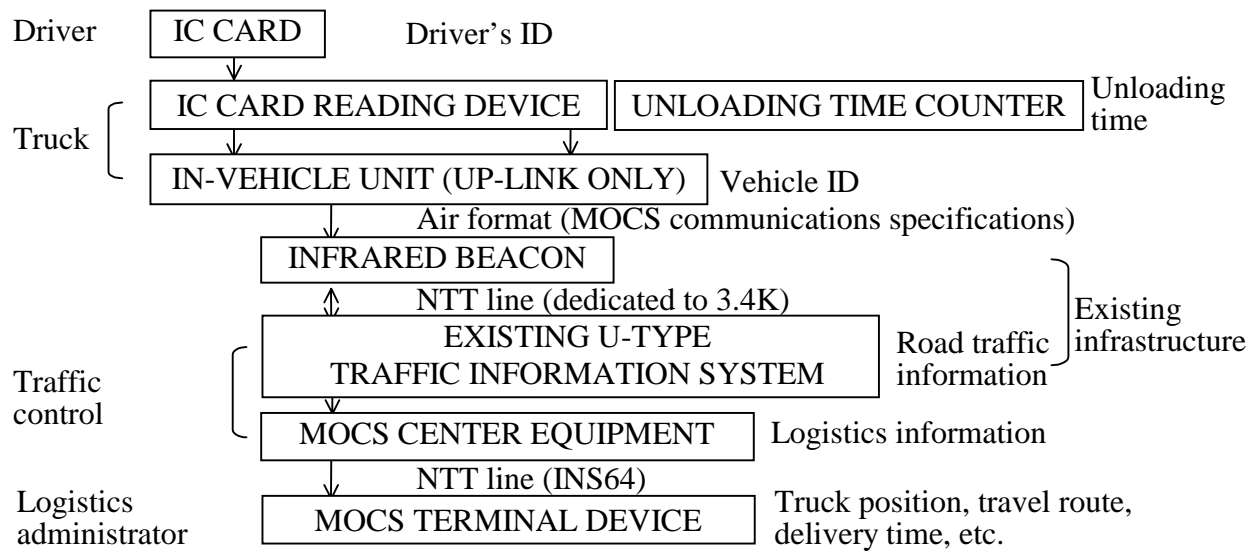 Driver IC CARD Driver's ID
IC CARD READING DEVICE UNLOADING TIME COUNTER Unloading
time
Truck
IN-VEHICLE UNIT (UP-LINK ONLY) Vehicle ID
Air format (MOCS communications specifications)
INFRARED BEACON
NTT line (dedicated to 3.4K)
Existing
infrastructure
EXISTING U-TYPE
TRAFFIC INFORMATION SYSTEM
Road traffic
information
Traffic
control
MOCS CENTER EQUIPMENT Logistics information
NTT line (INS64)
Logistics
administrator
MOCS TERMINAL DEVICE
Truck position, travel route,
delivery time, etc.